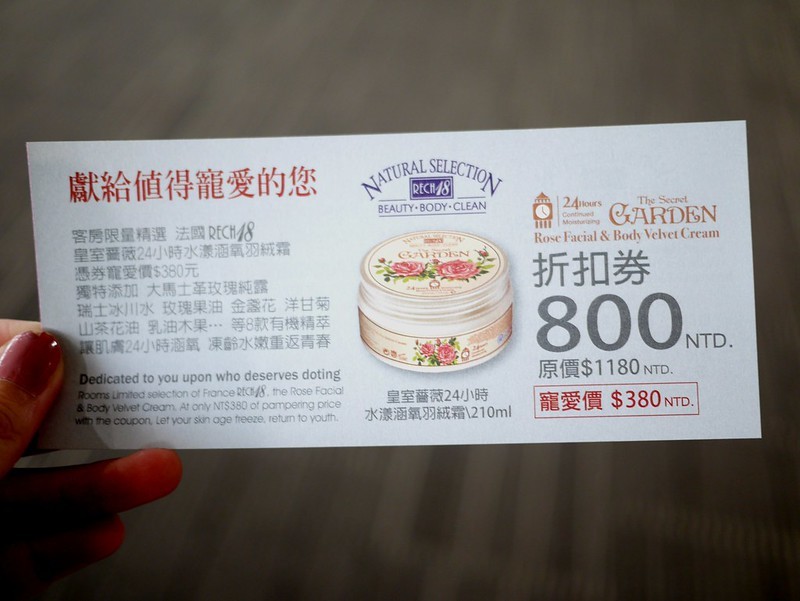 獻給值得寵愛的您
客房限量精選 法國RECH18
皇室薔薇24小時水漾涵氧羽絨霜
憑券寵愛價$380元
獨特添加 大馬士革玫瑰純露
瑞士冰川水 玫瑰果油 金盞花 洋甘菊
山茶花油 乳油木果… 等8款有機精萃
讓肌膚24小時涵氧 凍齡水嫩重返青春
Dedicated to you upon who deserves doting
Rooms Limited selection of France RECH18, the Rose Facial
& Body Velvet Cream. At only NT$380 of pampering price
with the coupon, Let your skin age freeze, return to youth.
NATURAL SELECTION
RECH18
BEAUTY·BODY·CLEAN
NATURAL SELECTION
GARDEN
皇室薔薇24小時
水漾涵氧羽絨霜\210ml
24Hours
Continued
Moisturizing
The Secret
GARDEN
Rose Facial & Body Velvet Cream
折扣券
800NTD.
原價$1180NTD.
寵愛價 $380NTD.